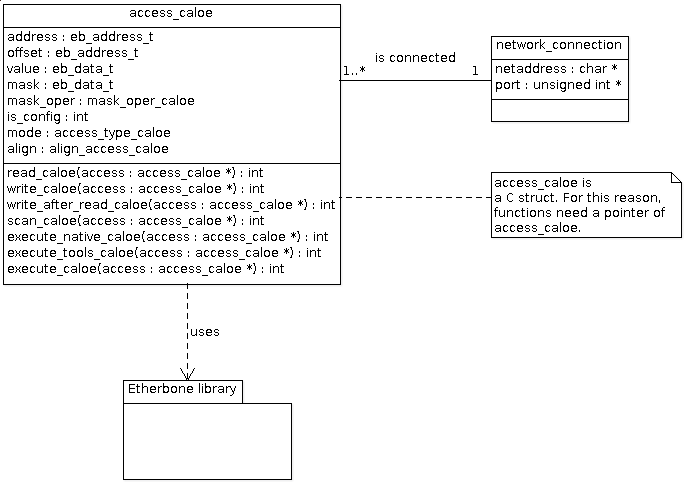 access_caloe
address : eb_address_t
offset : eb_address_t
value : eb_data_t
mask : eb_data_t
mask_oper : mask_oper_caloe
is_config : int
mode : access_type_caloe
align : align_access_caloe
read_caloe(access : access_caloe *) : int
write_caloe(access : access_caloe *) : int
write_after_read_caloe(access : access_caloe *) : int
scan_caloe(access : access_caloe *) : int
execute_native_caloe(access : access_caloe *) : int
execute_tools_caloe(access : access_caloe *) : int
execute_caloe(access : access_caloe *) : int
is connected
1..*
1
network_connection
netaddress : char *
port : unsigned int *
access_caloe is
a C struct. For this reason,
functions need a pointer of
access_caloe.
uses
Etherbone library